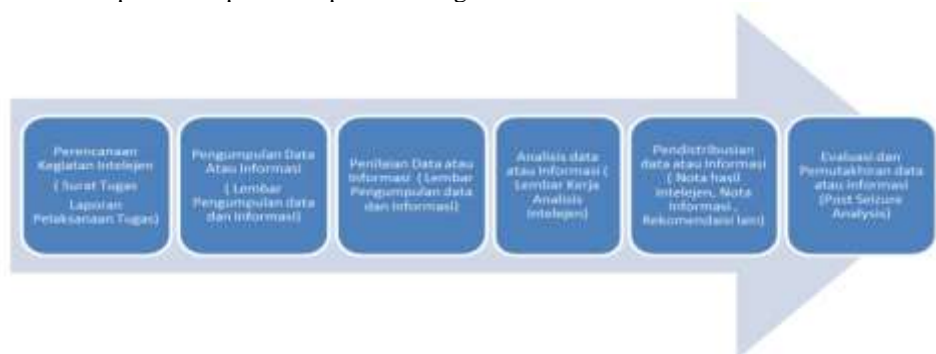 Perencanaan
Kegiatan Intelejen
( Surat Tugas
Laporan
Pelaksanaan Tugas)
Pengumpulan Data
Atau Informasi
( Lembar
Pengumpulan data
dan Informasi)
Penilaian Data atau
Informasi ( Lembar
Pengumpulan data
dan Informasi)
Analisis data
atau Informasi (
Lembar Kerja
Analisis
Intelejen)
Pendistribusian
data atau Informasi
( Nota hasil
Intelejen, Nota
Informasi ,
Rekomendasi lain)
Evaluasi dan
Pemutakhiran data
atau Informasi
(Post Seizure
Analysis)